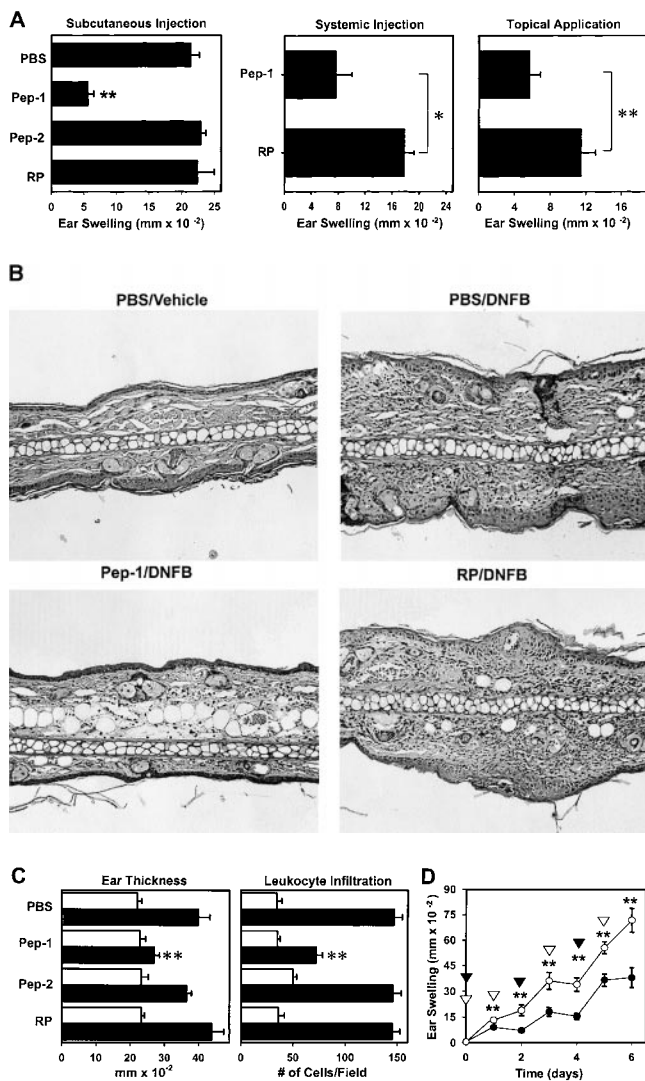 A
Subcutaneous Injection
Systemic Injection
Topical Application
PBS
Pep-1
**
Pep-2
RP
0 5 10 15 20 25
Ear Swelling (mm x 10 -2)
Pep-1
*
RP
0 4 8 12 16 20 24
Ear Swelling (mm x 10 -2)
**
0 4 8 12 16
Ear Swelling (mm x 10 -2)
B
PBS/Vehicle
PBS/DNFB
Pep-1/DNFB
RP/DNFB
C
Ear Thickness
Leukocyte Infiltration
PBS
Pep-1
**
**
Pep-2
RP
0 20 40
mm x 10 -2
0 50 100 150
# of Cells/Field
D
Ear Swelling (mm x 10 -2)
90
75
60
45
30
15
0
** ** ** ** ** **
0 1 2 3 4 5 6
Time (days)